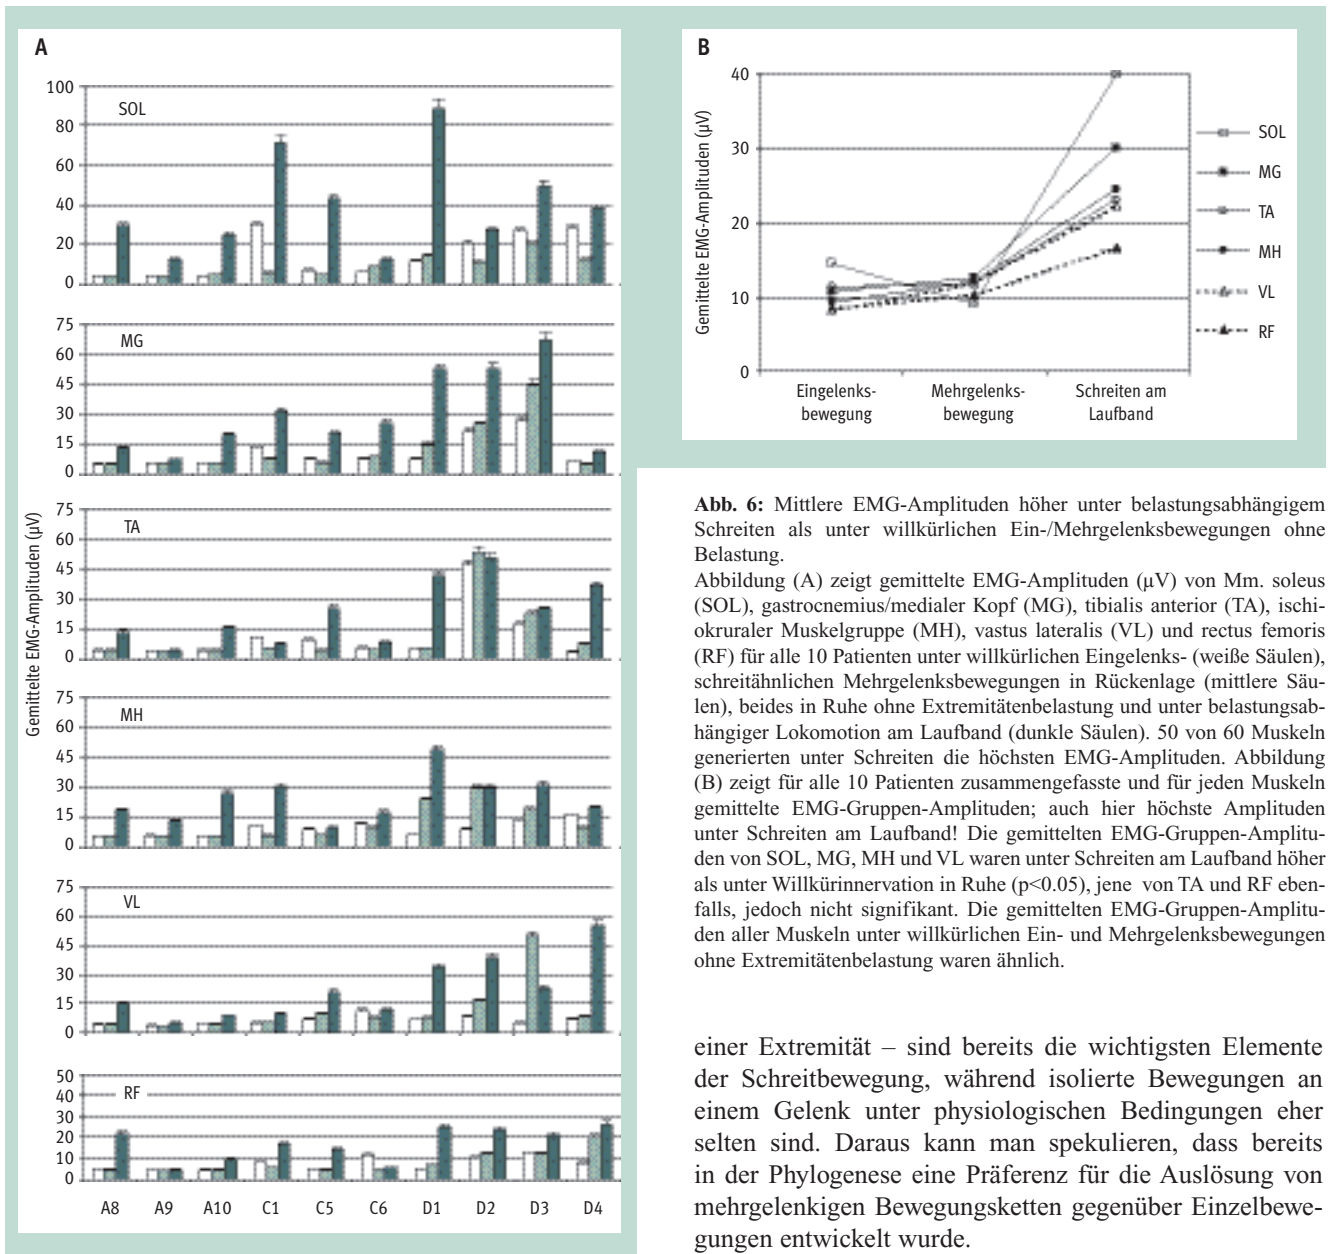 A
Gemittelte EMG-Amplituden (µV)
SOL
100
80
60
40
20
0
MG
75
60
45
30
15
0
TA
75
60
45
30
15
0
MH
75
60
45
30
15
0
VL
75
60
45
30
15
0
RF
50
40
30
20
10
0
A8 A9 A10 C1 C5 C6 D1 D2 D3 D4
B
Gemittelte EMG-Amplituden (µV)
40
30
20
10
0
Eingelenks-
bewegung
Mehrgelenks-
bewegung
Schreiten am
Laufband
SOL
MG
TA
MH
VL
RF
Abb. 6: Mittlere EMG-Amplituden höher unter belastungsabhängigem
Schreiten als unter willkürlichen Ein-/Mehrgelenksbewegungen ohne
Belastung.
Abbildung (A) zeigt gemittelte EMG-Amplituden (µV) von Mm. soleus
(SOL), gastrocnemius/medialer Kopf (MG), tibialis anterior (TA), ischi-
okruraler Muskelgruppe (MH), vastus lateralis (VL) und rectus femoris
(RF) für alle 10 Patienten unter willkürlichen Eingelenks- (weiße Säulen),
schreitähnlichen Mehrgelenksbewegungen in Rückenlage (mittlere Säu-
len), beides in Ruhe ohne Extremitätenbelastung und unter belastungsab-
hängiger Lokomotion am Laufband (dunkle Säulen). 50 von 60 Muskeln
generierten unter Schreiten die höchsten EMG-Amplituden. Abbildung
(B) zeigt für alle 10 Patienten zusammengefasste und für jeden Muskeln
gemittelte EMG-Gruppen-Amplituden; auch hier höchste Amplituden
unter Schreiten am Laufband! Die gemittelten EMG-Gruppen-Amplitu-
den von SOL, MG, MH und VL waren unter Schreiten am Laufband höher
als unter Willkürinnervation in Ruhe (p<0.05), jene von TA und RF eben-
falls, jedoch nicht signifikant. Die gemittelten EMG-Gruppen-Amplitu-
den aller Muskeln unter willkürlichen Ein- und Mehrgelenksbewegungen
ohne Extremitätenbelastung waren ähnlich.
einer Extremität – sind bereits die wichtigsten Elemente
der Schreitbewegung, während isolierte Bewegungen an
einem Gelenk unter physiologischen Bedingungen eher
selten sind. Daraus kann man spekulieren, dass bereits
in der Phylogenese eine Präferenz für die Auslösung von
mehrgelenkigen Bewegungsketten gegenüber Einzelbewe-
gungen entwickelt wurde.